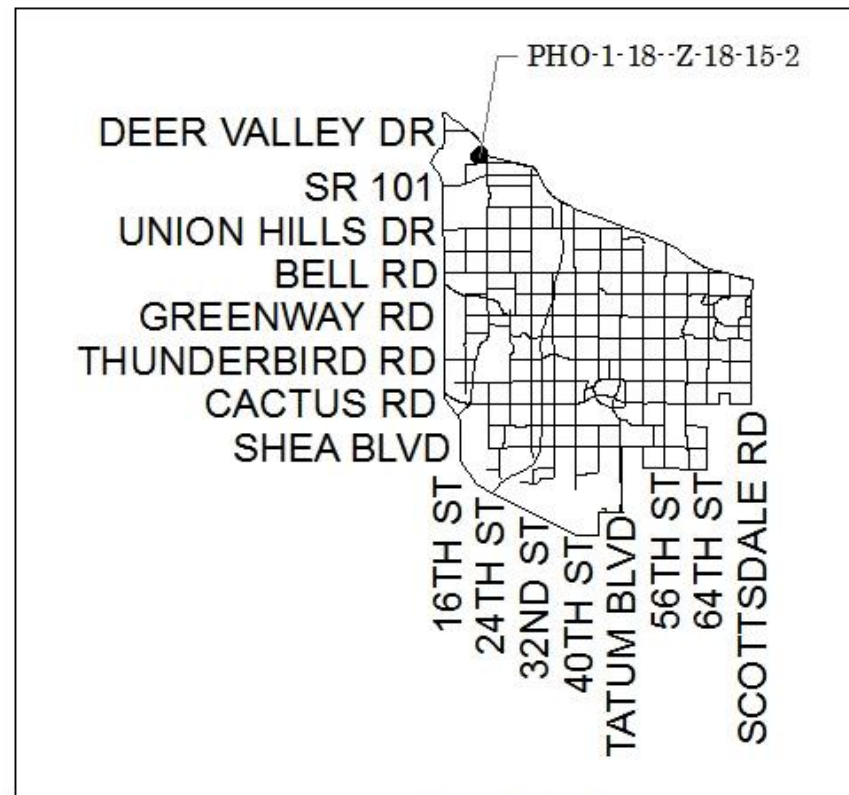 PHO-1-18--Z-18-15-2
DEER VALLEY DR
SR 101
UNION HILLS DR
BELL RD
GREENWAY RD
THUNDERBIRD RD
CACTUS RD
SHEA BLVD
16TH ST
24TH ST
32ND ST
40TH ST
TATUM BLVD
56TH ST
64TH ST
SCOTTSDALE RD